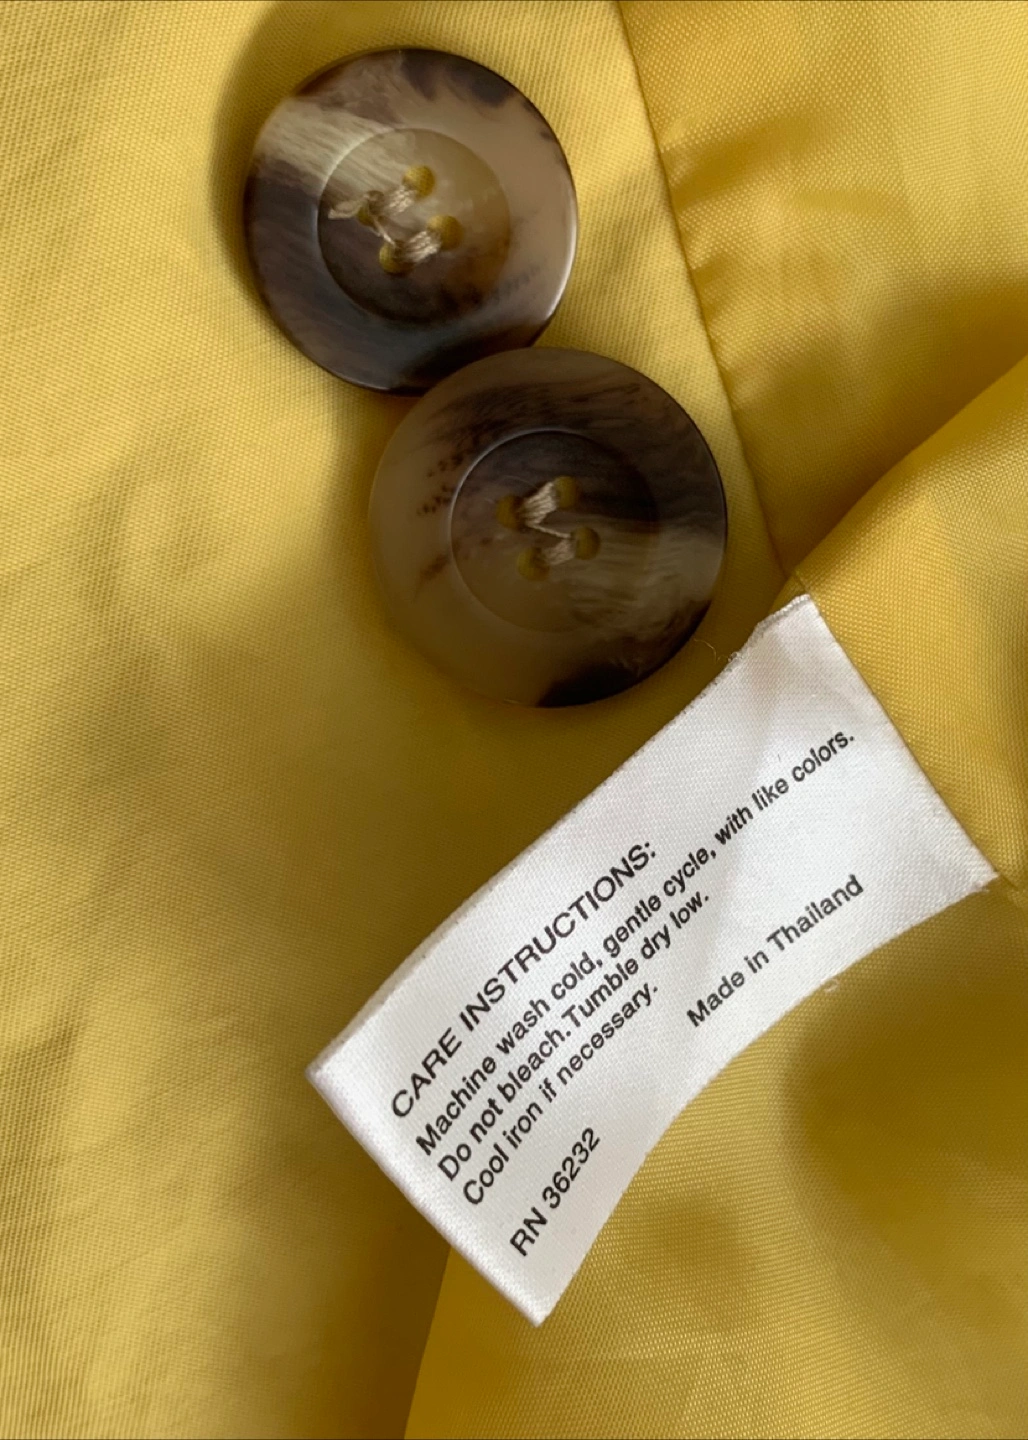 CARE INSTRUCTIONS:
Machine wash cold, gentle cycle, with like colors.
Do not bleach. Tumble dry low.
Cool iron if necessary.
Made in Thailand
RN 36232